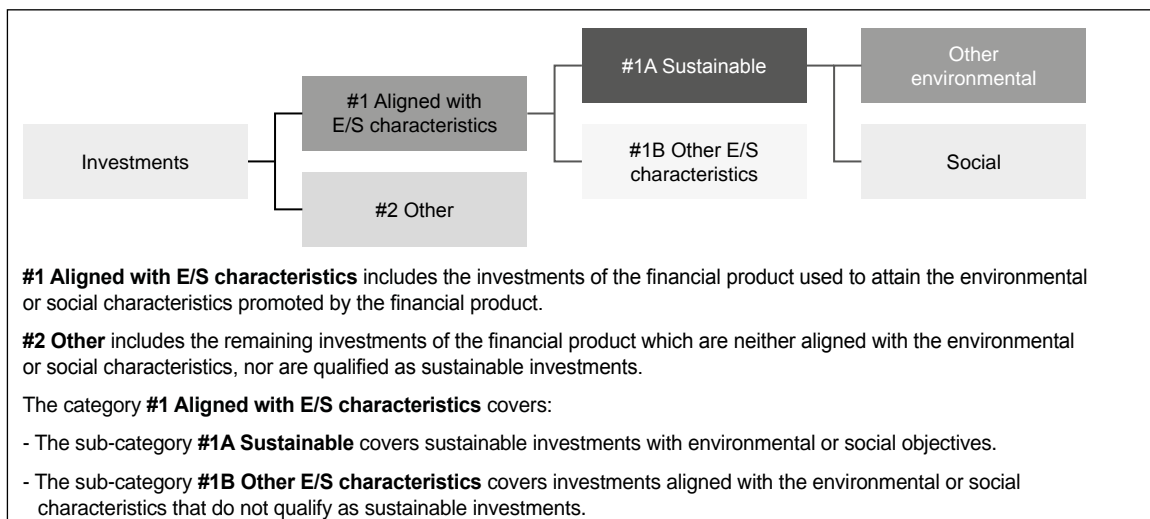 #1A Sustainable
Other
environmental
#1 Aligned with
E/S characteristics
Investments
#1B Other E/S
characteristics
Social
#2 Other
#1 Aligned with E/S characteristics includes the investments of the financial product used to attain the environmental
or social characteristics promoted by the financial product.
#2 Other includes the remaining investments of the financial product which are neither aligned with the environmental
or social characteristics, nor are qualified as sustainable investments.
The category #1 Aligned with E/S characteristics covers:
- The sub-category #1A Sustainable covers sustainable investments with environmental or social objectives.
- The sub-category #1B Other E/S characteristics covers investments aligned with the environmental or social
characteristics that do not qualify as sustainable investments.